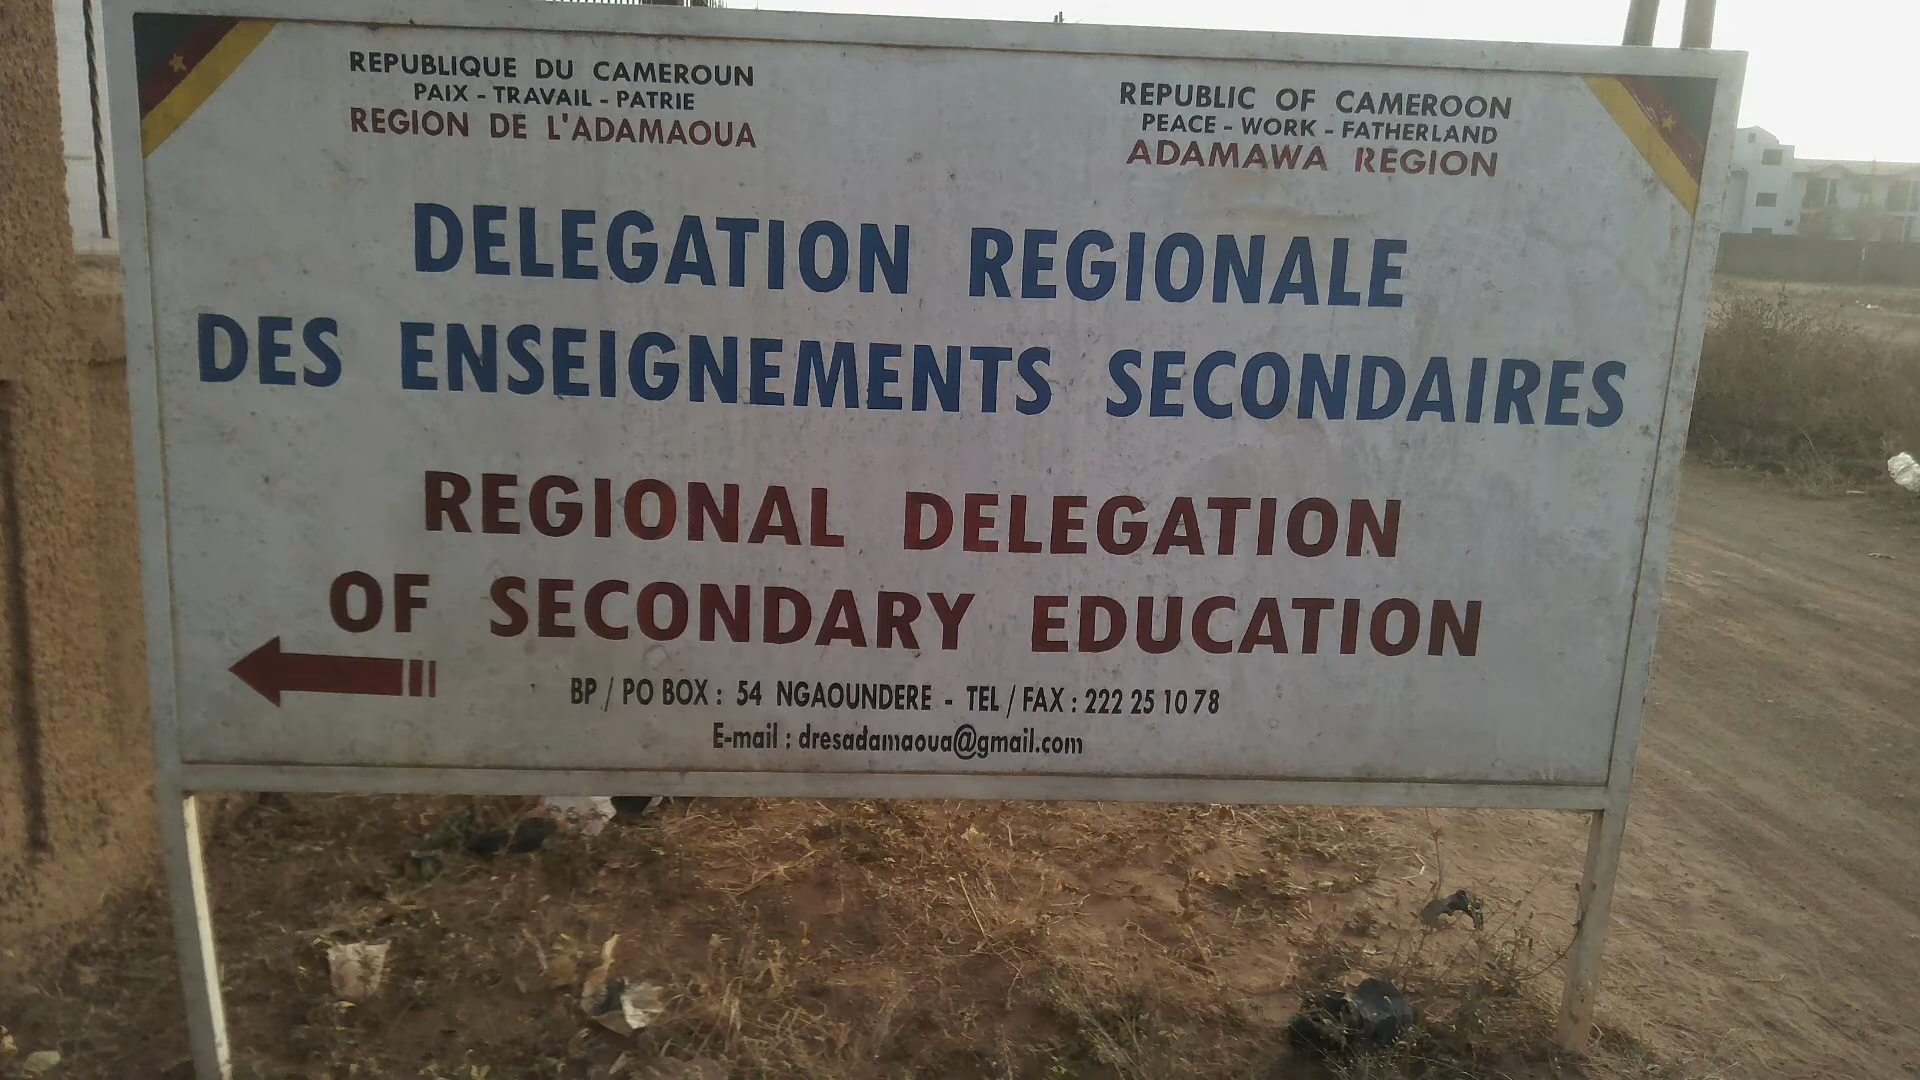 REPUBLIQUE DU CAMEROUN
PAIX - TRAVAIL - PATRIE
REGION DE L'ADAMAOUA
REPUBLIC OF CAMEROON
PEACE - WORK - FATHERLAND
ADAMAWA REGION
DELEGATION REGIONALE
DES ENSEIGNEMENTS SECONDAIRES
REGIONAL DELEGATION
OF SECONDARY EDUCATION
BP / PO BOX : 54 NGAOUNDERE - TEL / FAX : 222 25 10 78
E-mail : dresadamaoua@gmail.com